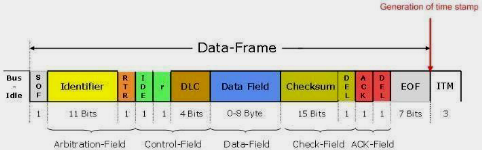 Generation of time stamp
Data-Frame
Bus - Idle
SOF
Identifier
RTR
IDE
r
DLC
Data Field
Checksum
DEL
ACK
DEL
EOF
ITM
1 11 Bits 1 1 1 4 Bits 0-8 Byte 15 Bits 1 1 1 7 Bits 3
Arbitration-Field Control-Field Data-Field Check-Field ACK-Field